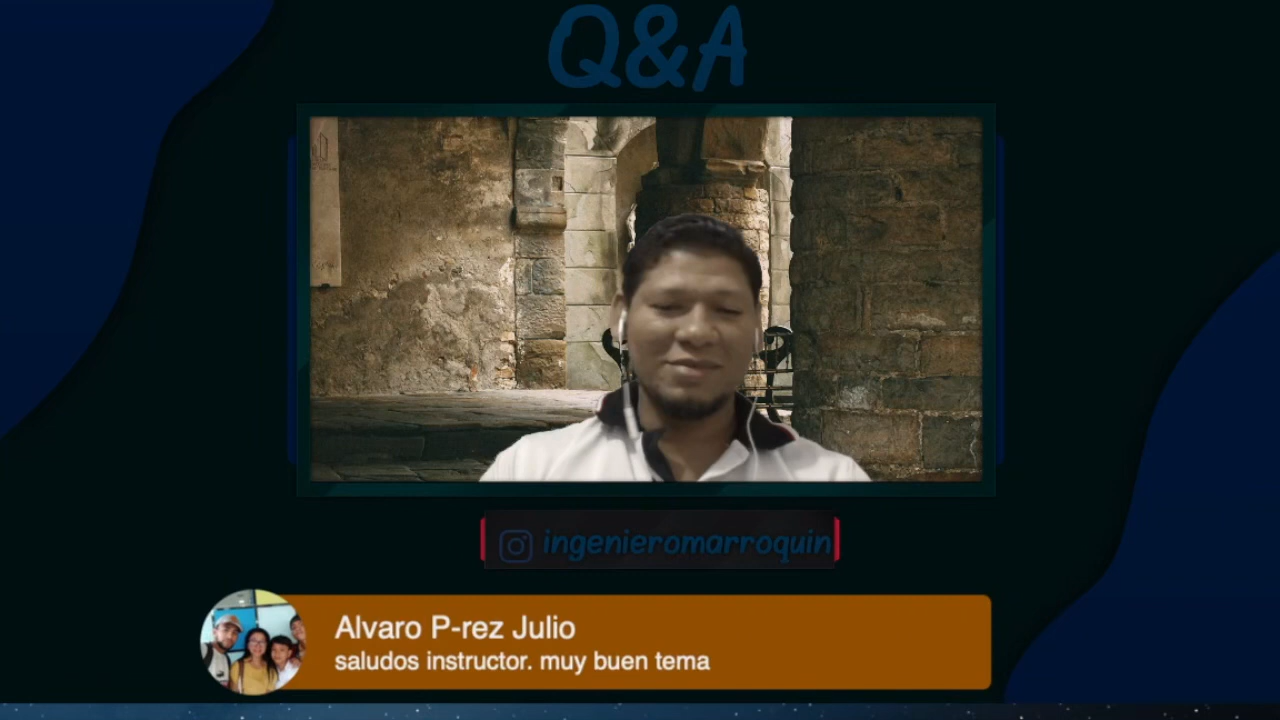 Q&A
ingenieromarroquin
Alvaro P-rez Julio
saludos instructor. muy buen tema